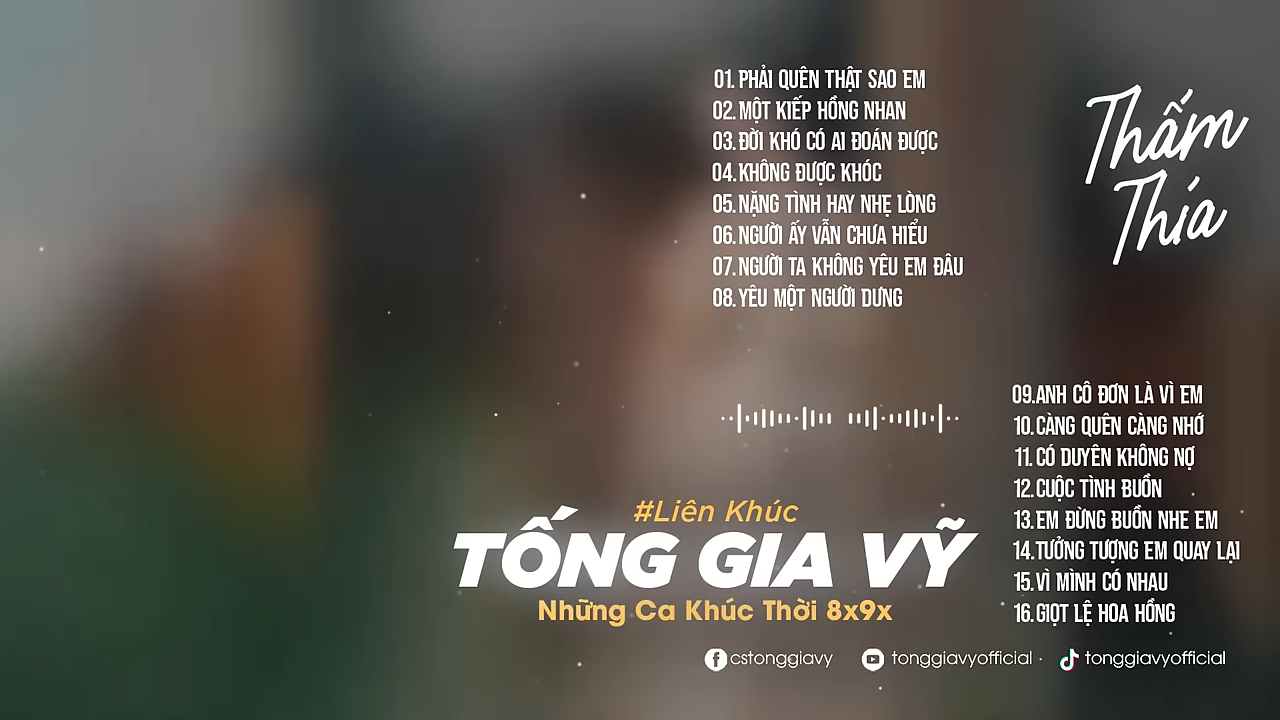 01. PHẢI QUÊN THẬT SAO EM
02. MỘT KIẾP HỒNG NHAN
03. ĐỜI KHÓ CÓ AI ĐOÁN ĐƯỢC
04. KHÔNG ĐƯỢC KHÓC
05. NẶNG TÌNH HAY NHẸ LÒNG
06. NGƯỜI ẤY VẪN CHƯA HIỂU
07. NGƯỜI TA KHÔNG YÊU EM ĐÂU
08. YÊU MỘT NGƯỜI DƯNG
Thấm
Thía
09. ANH CÔ ĐƠN LÀ VÌ EM
10. CÀNG QUÊN CÀNG NHỚ
11. CÓ DUYÊN KHÔNG NỢ
12. CUỘC TÌNH BUỒN
13. EM ĐỪNG BUỒN NHE EM
14. TƯỞNG TƯỢNG EM QUAY LẠI
15. VÌ MÌNH CÓ NHAU
16. GIỌT LỆ HOA HỒNG
#Liên Khúc
TỐNG GIA VỸ
Những Ca Khúc Thời 8x9x
cstonggiavy tonggiavyofficial tonggiavyofficial